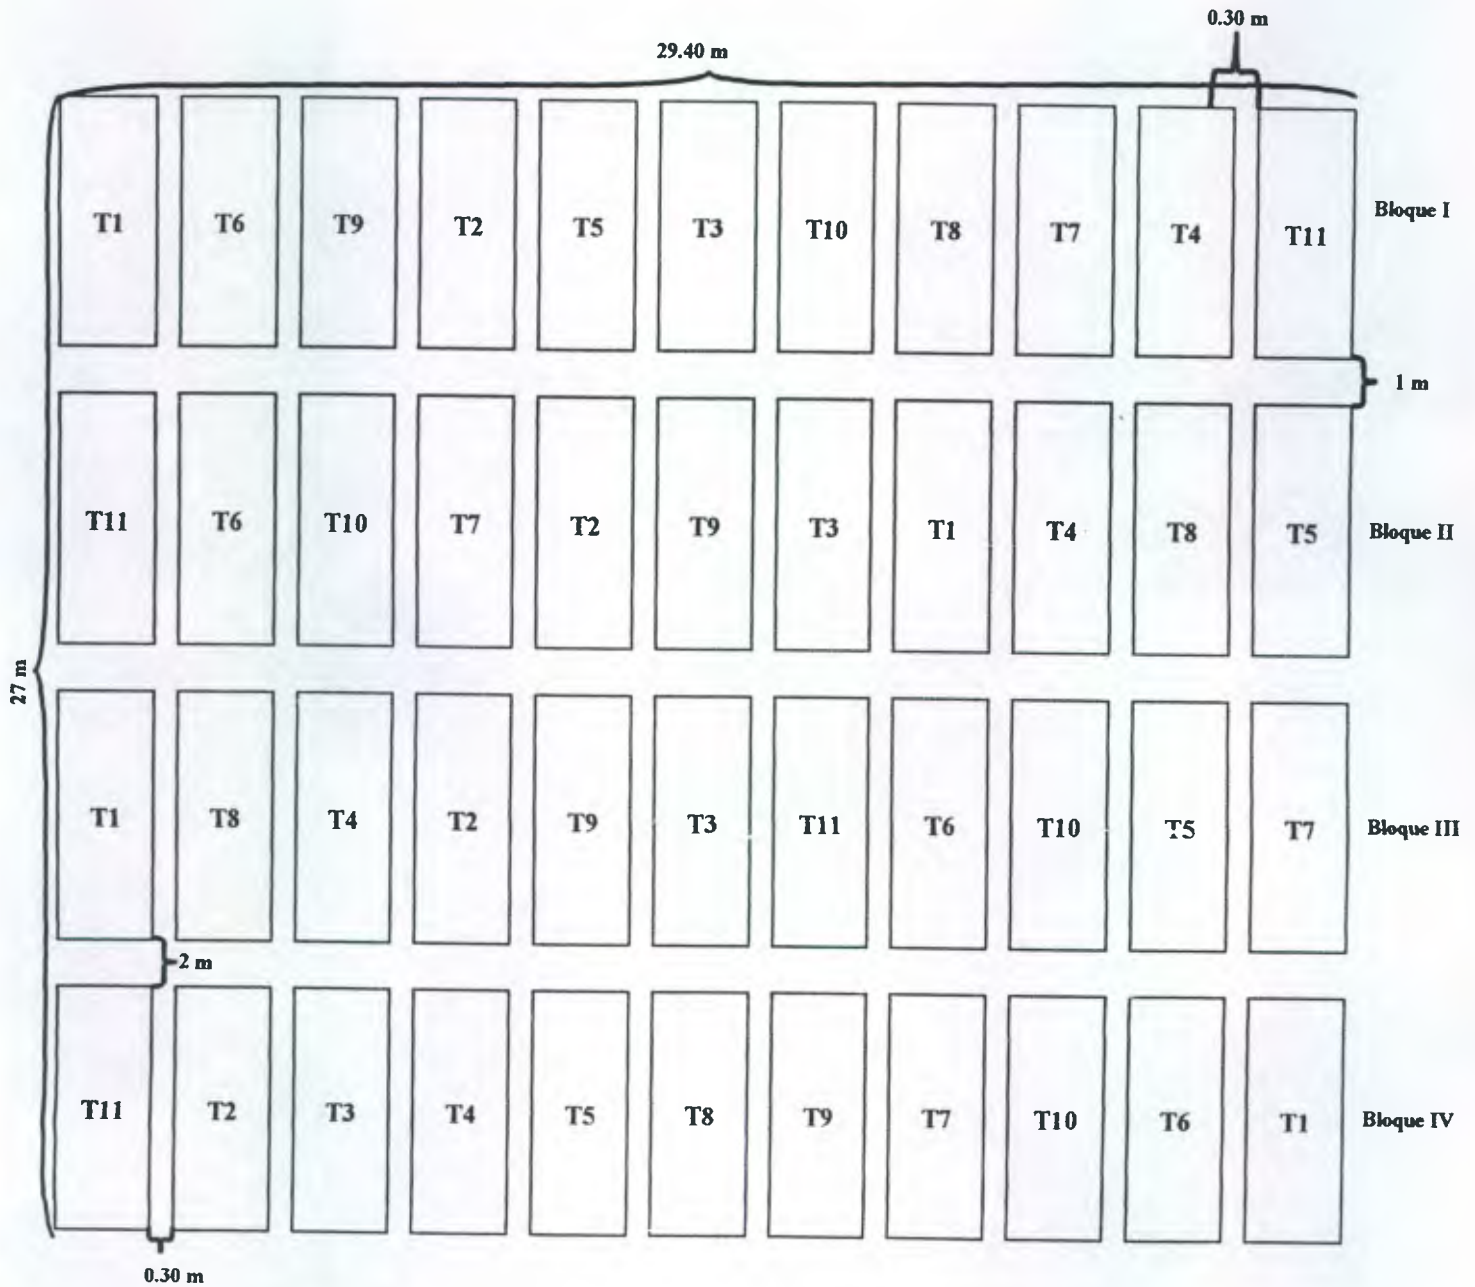 0.30 m
29.40 m
T1 T6 T9 T2 T5 T3 T10 T8 T7 T4 T11 Bloque I
1 m
T11 T6 T10 T7 T2 T9 T3 T1 T4 T8 T5 Bloque II
27 m
T1 T8 T4 T2 T9 T3 T11 T6 T10 T5 T7 Bloque III
2 m
T11 T2 T3 T4 T5 T8 T9 T7 T10 T6 T1 Bloque IV
0.30 m